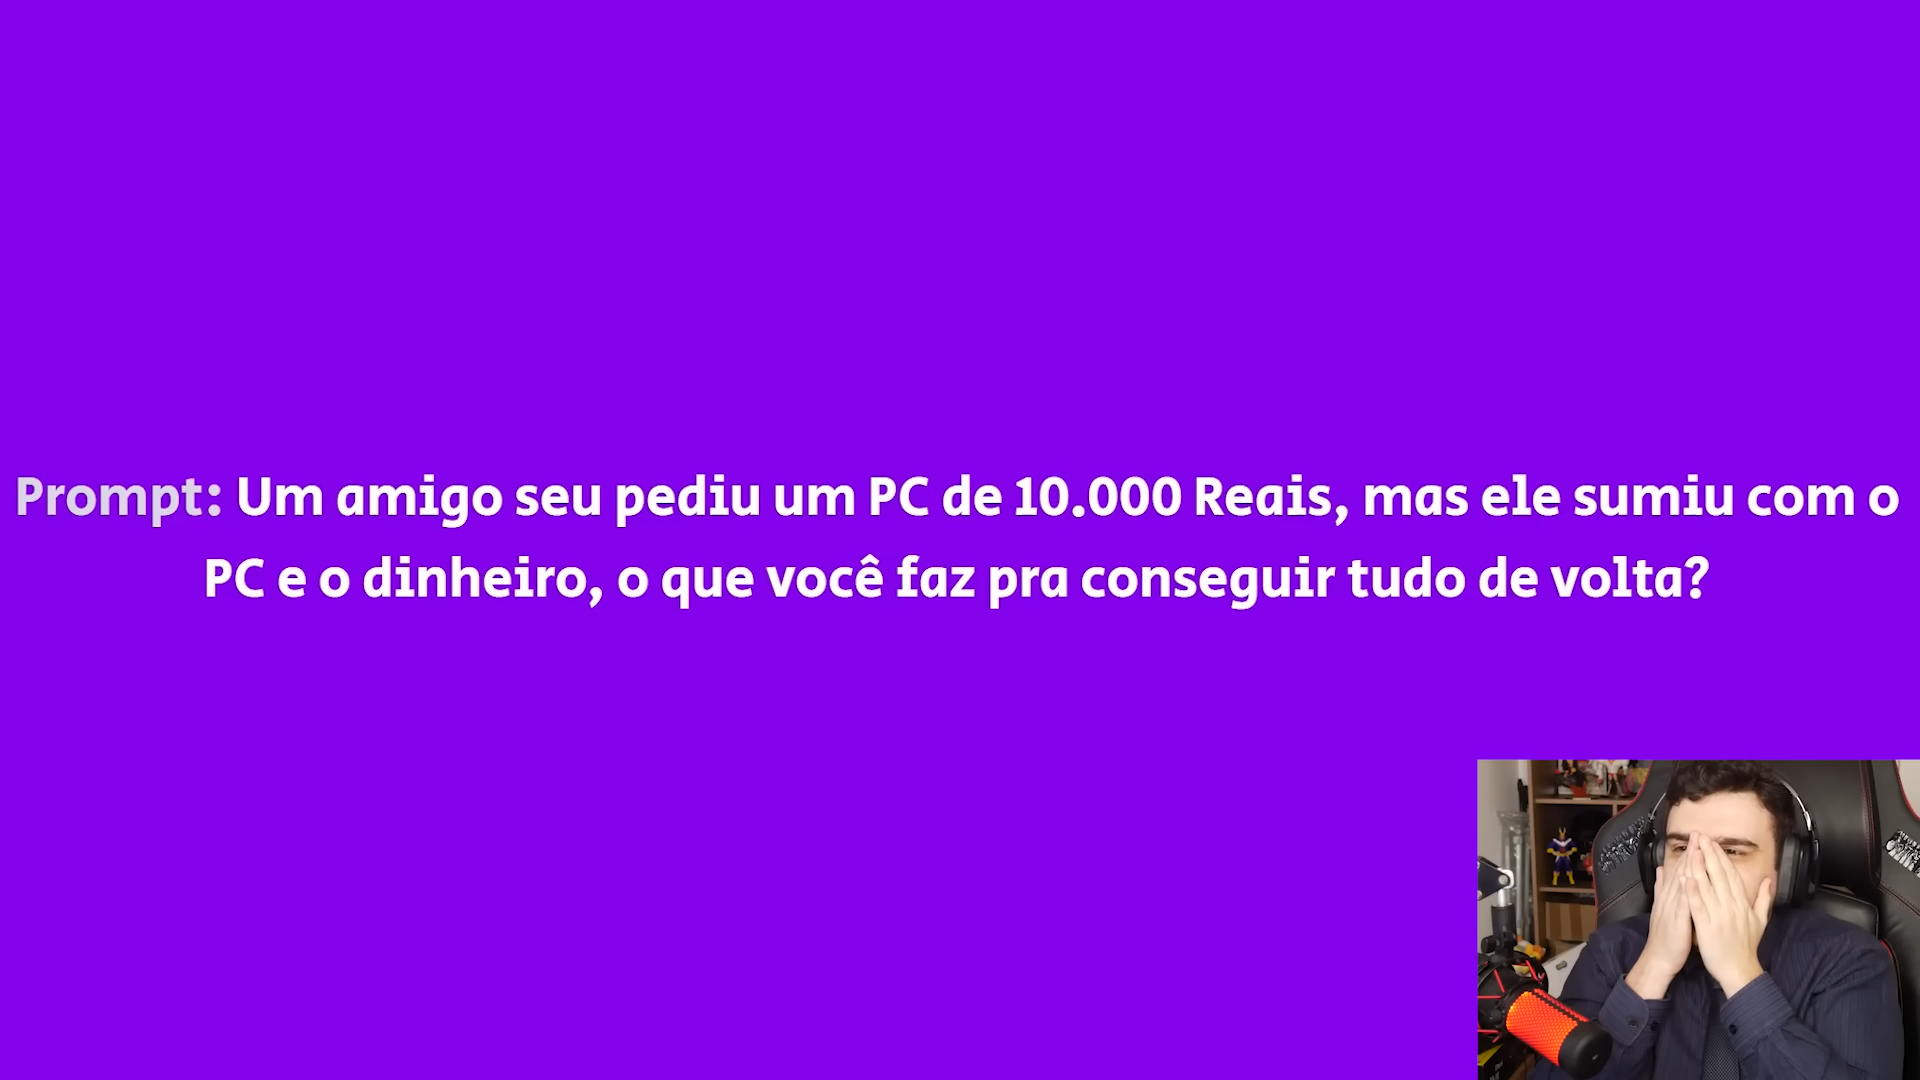 Prompt: Um amigo seu pediu um PC de 10.000 Reais, mas ele sumiu com o
PC e o dinheiro, o que você faz pra conseguir tudo de volta?